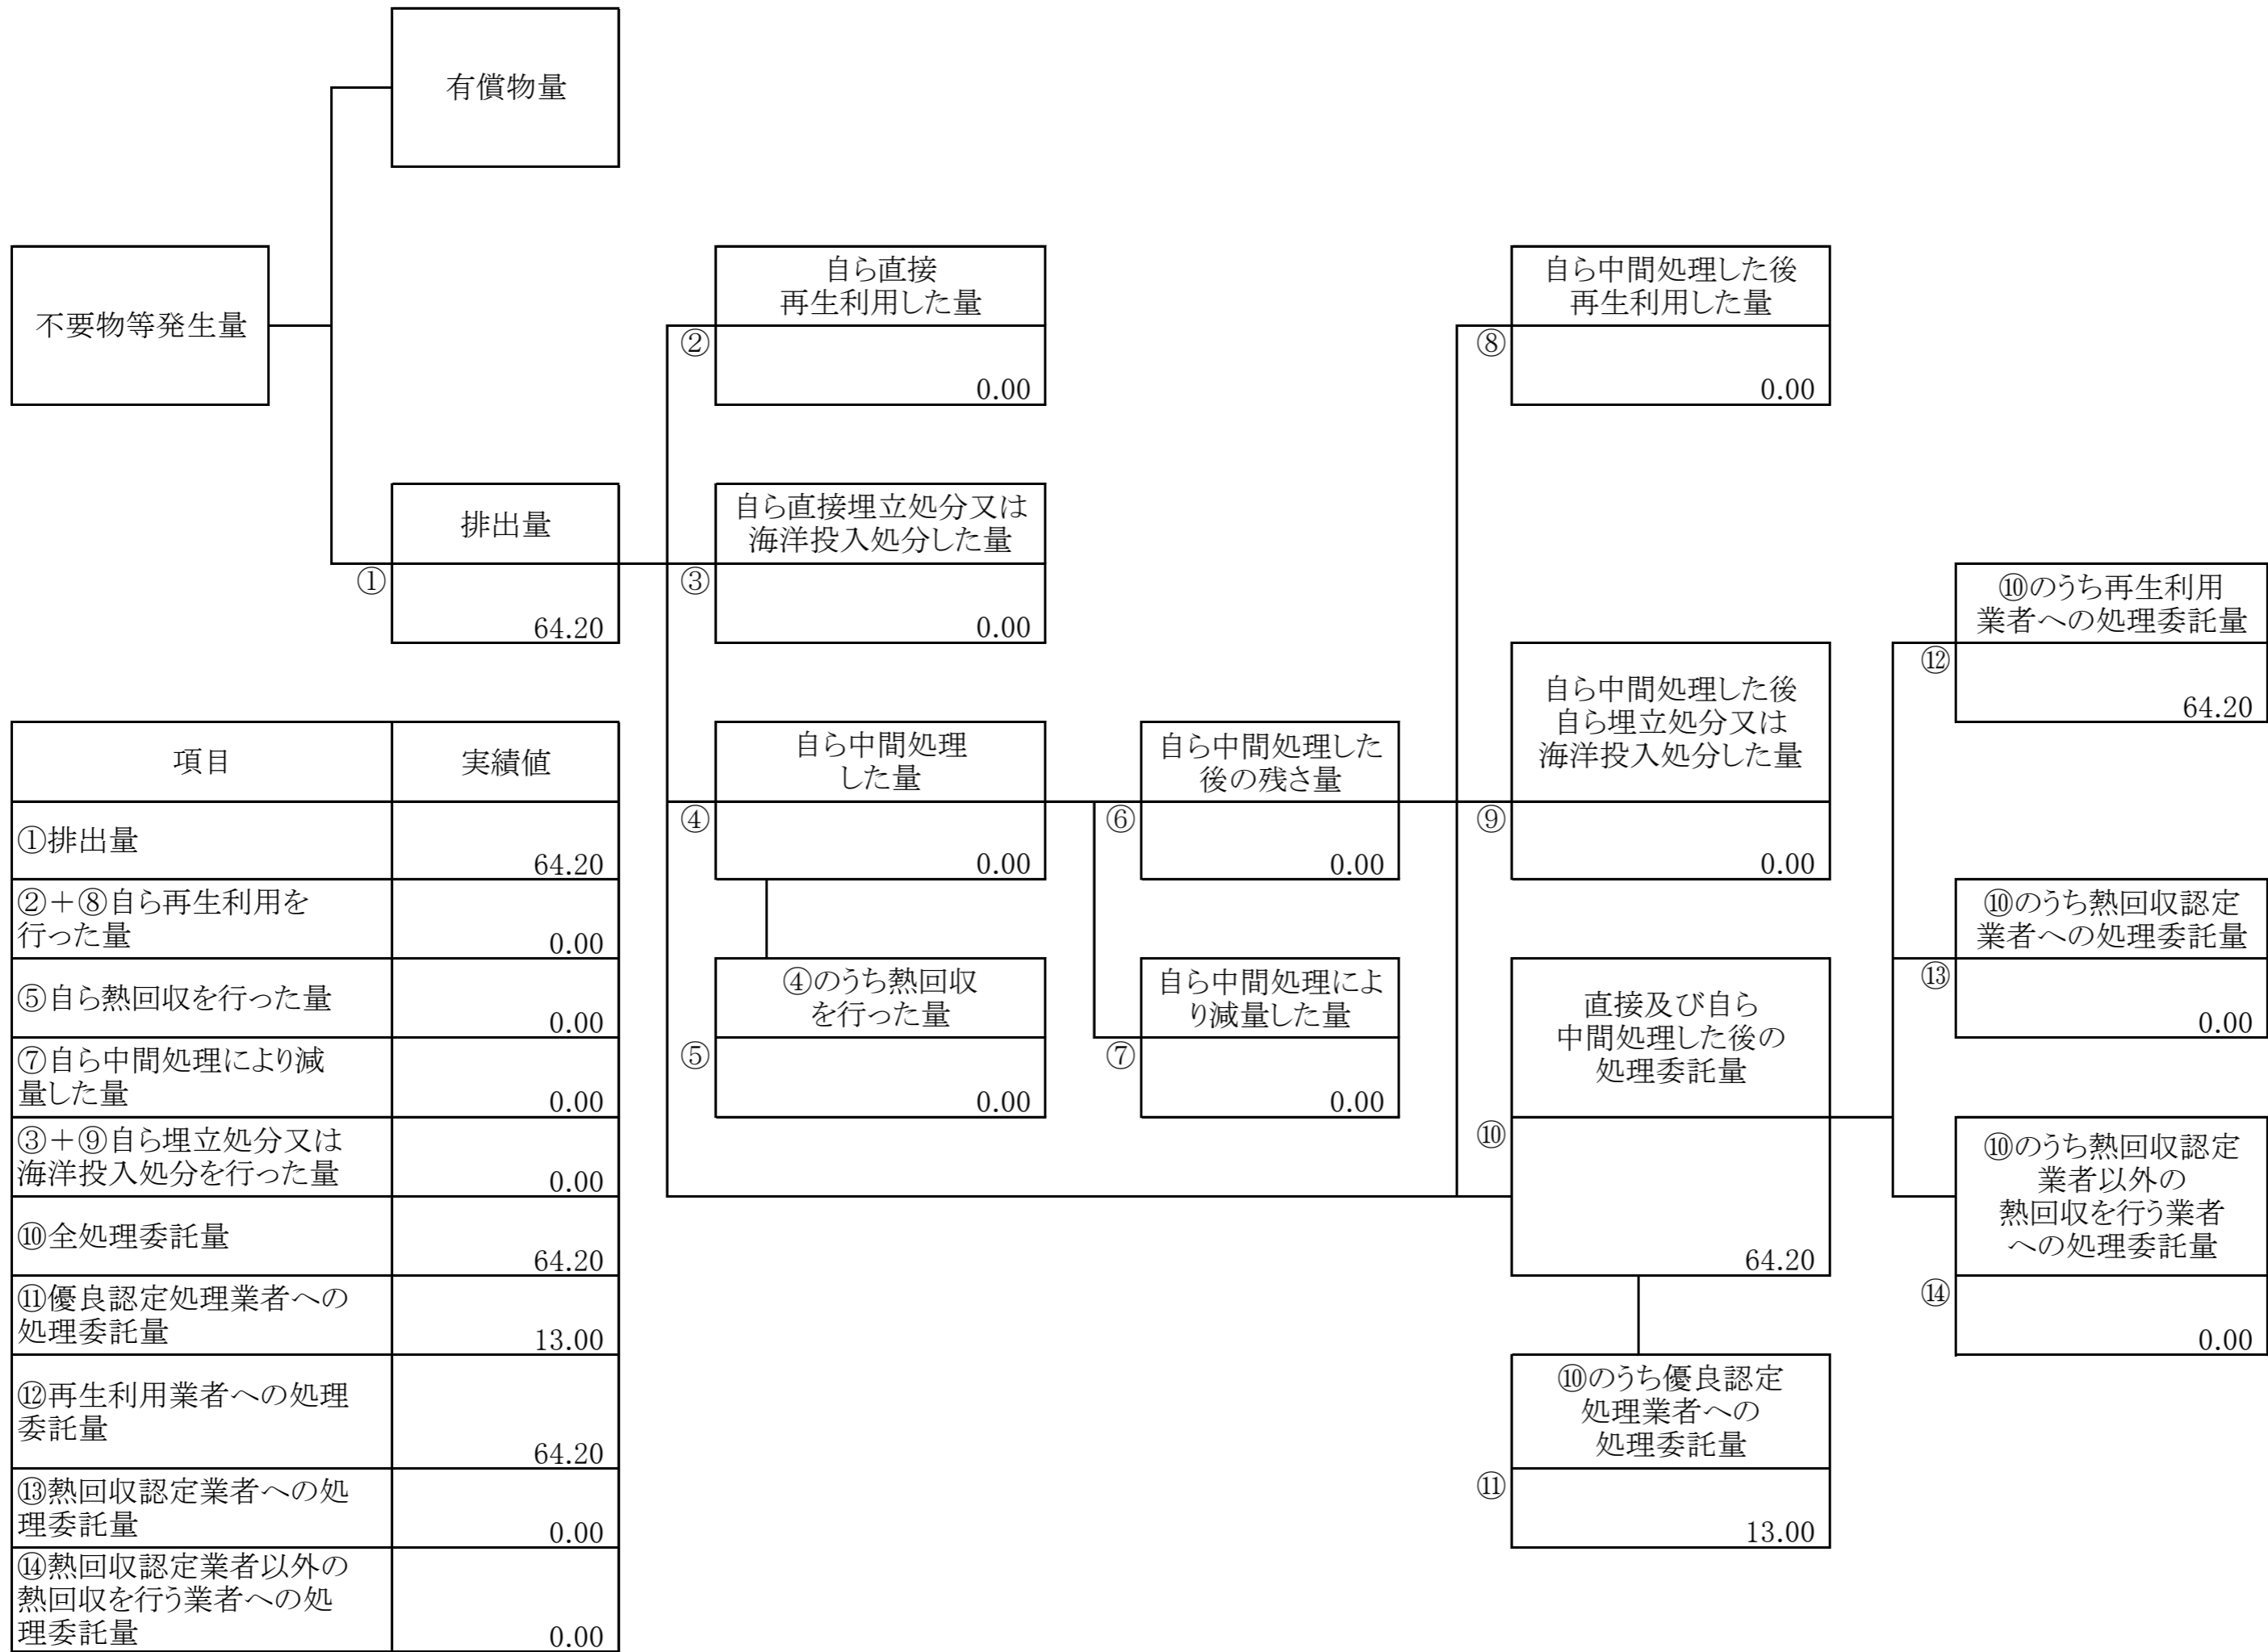 有償物量
不要物等発生量
自ら直接
再生利用した量
②
0.00
自ら中間処理した後
再生利用した量
⑧
0.00
排出量
①
64.20
自ら直接埋立処分又は
海洋投入処分した量
③
0.00
⑩のうち再生利用
業者への処理委託量
⑫
64.20
自ら中間処理
した量
④
0.00
自ら中間処理した
後の残さ量
⑥
0.00
自ら中間処理した後
自ら埋立処分又は
海洋投入処分した量
⑨
0.00
⑩のうち熱回収認定
業者への処理委託量
⑬
0.00
④のうち熱回収
を行った量
⑤
0.00
自ら中間処理によ
り減量した量
⑦
0.00
直接及び自ら
中間処理した後の
処理委託量
⑩
64.20
⑩のうち熱回収認定
業者以外の
熱回収を行う業者
への処理委託量
⑭
0.00
⑩のうち優良認定
処理業者への
処理委託量
⑪
13.00
項目 実績値
①排出量
64.20
②＋⑧自ら再生利用を
行った量
0.00
⑤自ら熱回収を行った量
0.00
⑦自ら中間処理により減
量した量
0.00
③＋⑨自ら埋立処分又は
海洋投入処分を行った量
0.00
⑩全処理委託量
64.20
⑪優良認定処理業者への
処理委託量
13.00
⑫再生利用業者への処理
委託量
64.20
⑬熱回収認定業者への処
理委託量
0.00
⑭熱回収認定業者以外の
熱回収を行う業者への処
理委託量
0.00